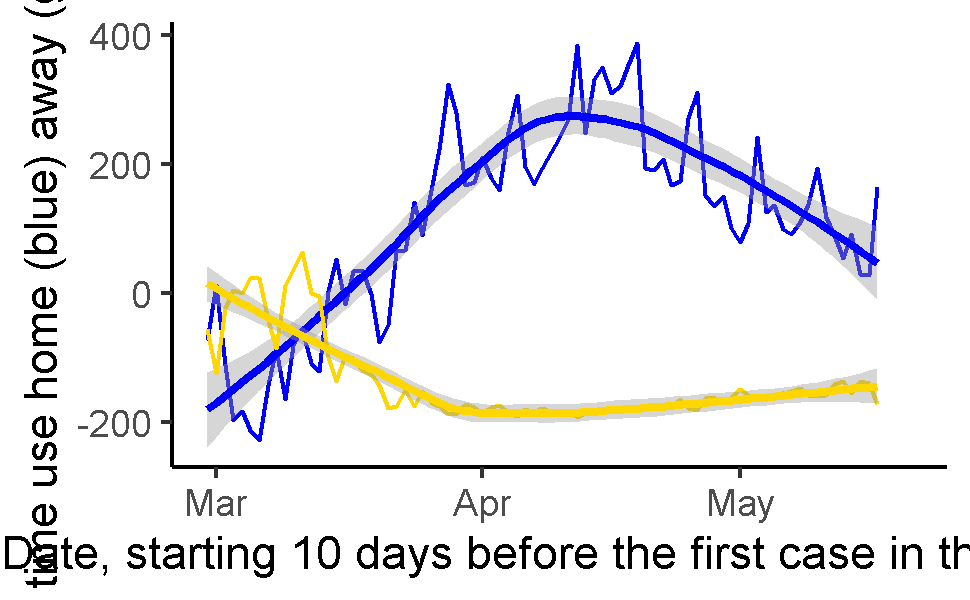 time use home (blue) away (
400
200
0
-200
Mar Apr May
Date, starting 10 days before the first case in th